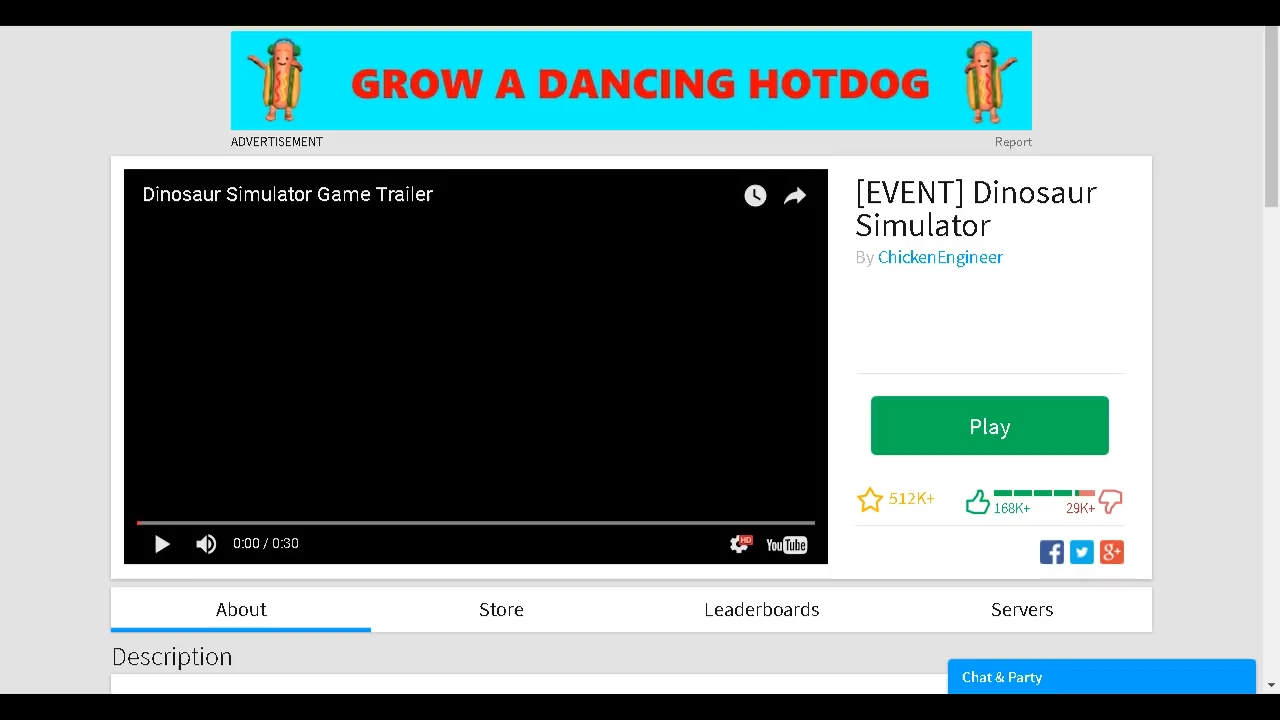 GROW A DANCING HOTDOG
ADVERTISEMENT
Report
Dinosaur Simulator Game Trailer
[EVENT] Dinosaur
Simulator
By ChickenEngineer
Play
512K+
168K+
29K+
0:00 / 0:30
HD
YouTube
g+
About
Store
Leaderboards
Servers
Description
Chat & Party